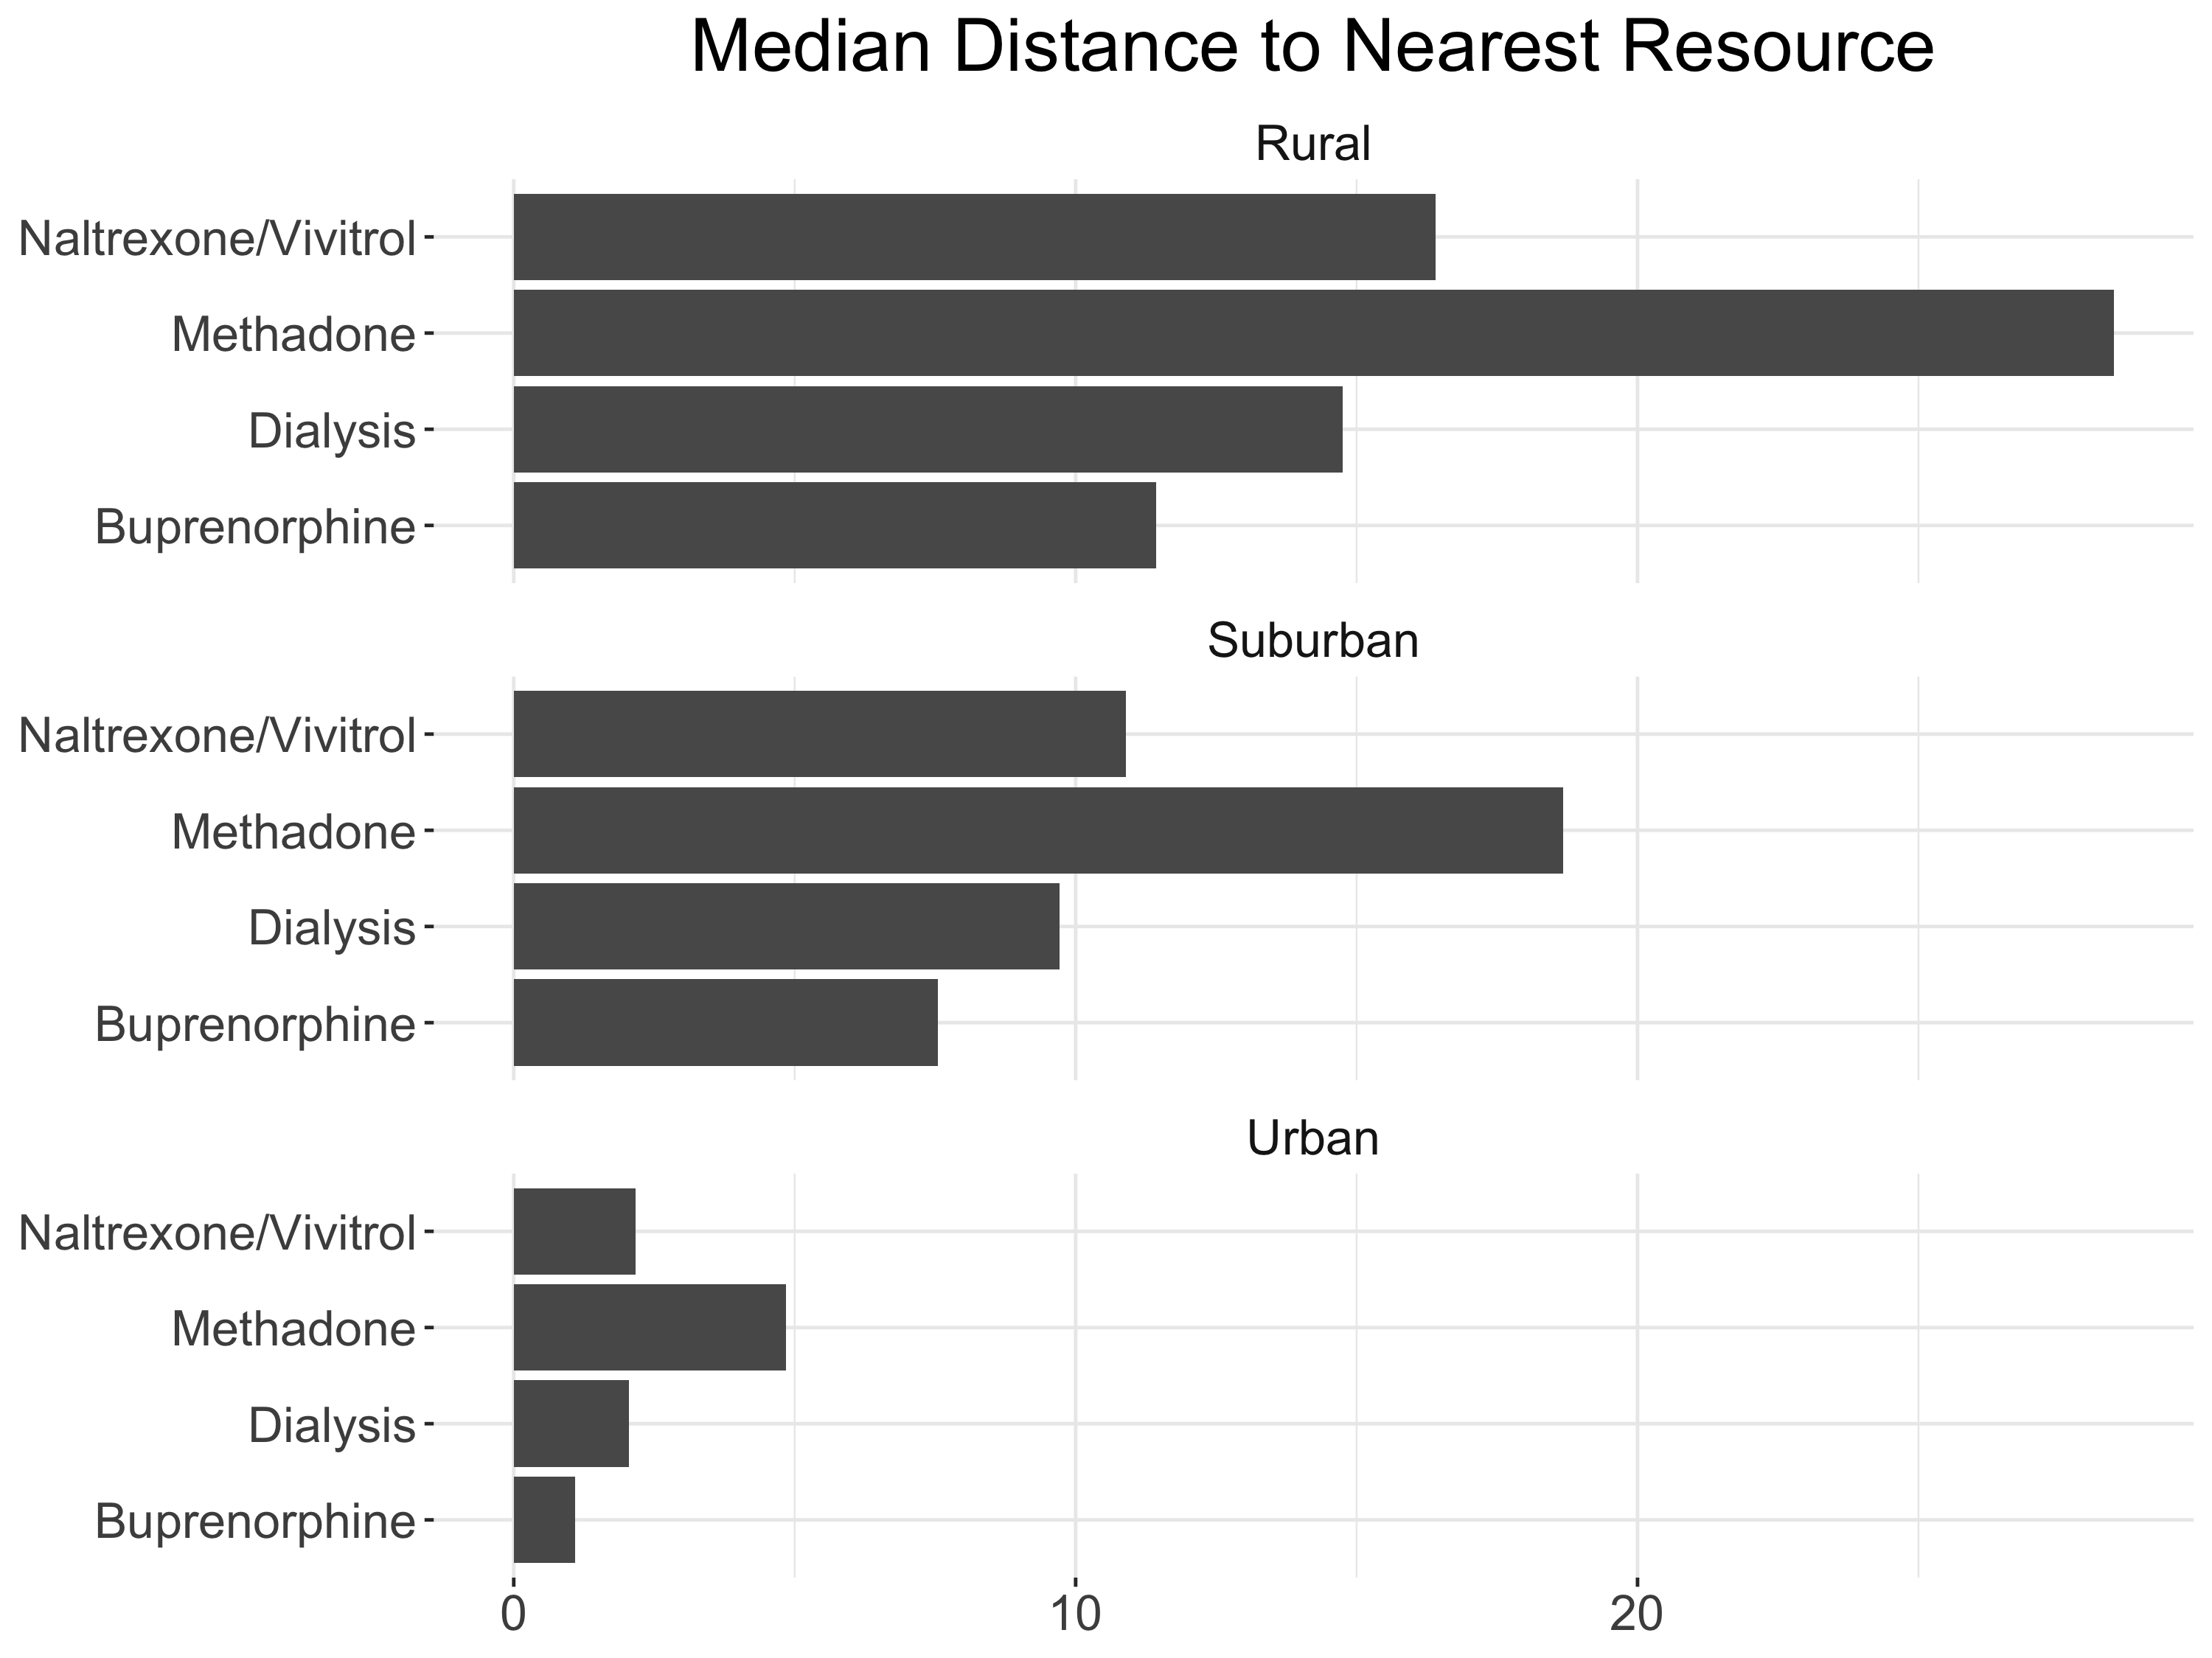 Median Distance to Nearest Resource
Rural
Naltrexone/Vivitrol
Methadone
Dialysis
Buprenorphine
Suburban
Naltrexone/Vivitrol
Methadone
Dialysis
Buprenorphine
Urban
Naltrexone/Vivitrol
Methadone
Dialysis
Buprenorphine
0 10 20